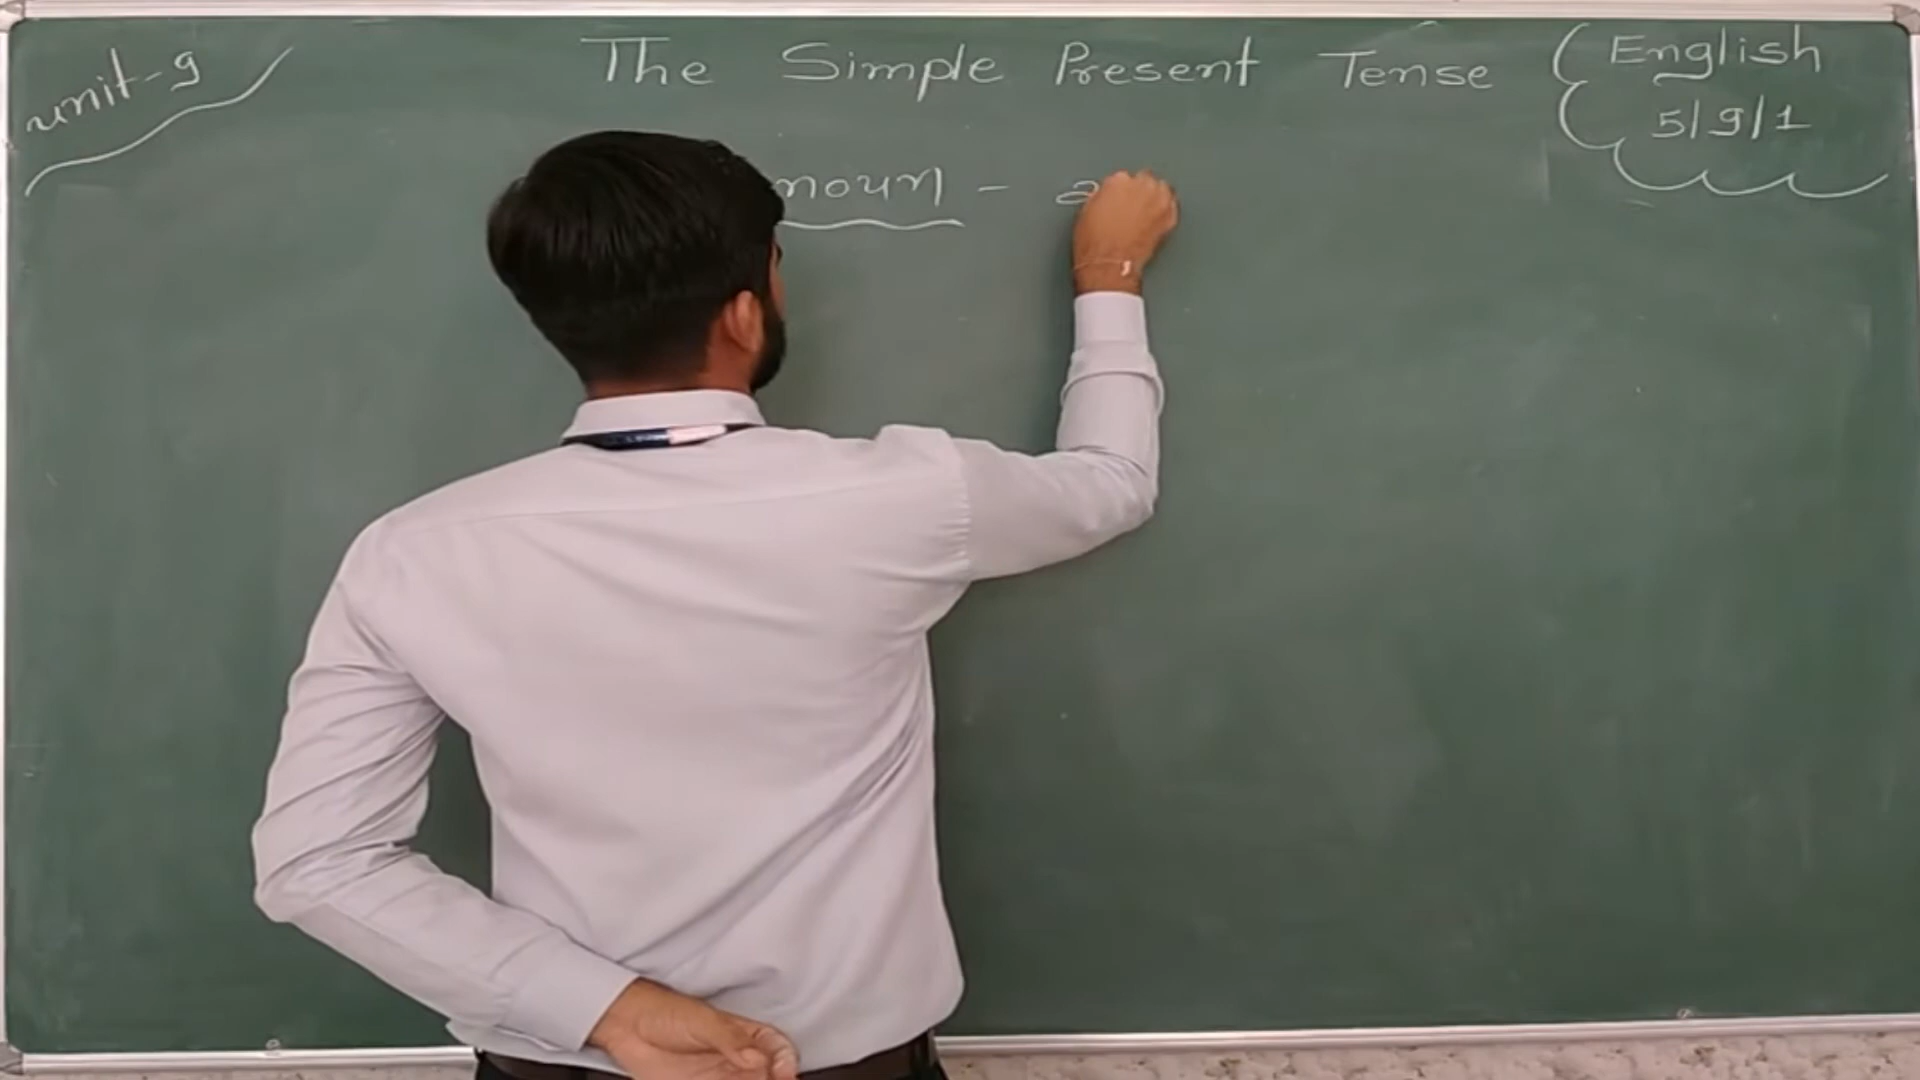 unit-9
The Simple Present Tense
English
5/9/1
noun - a